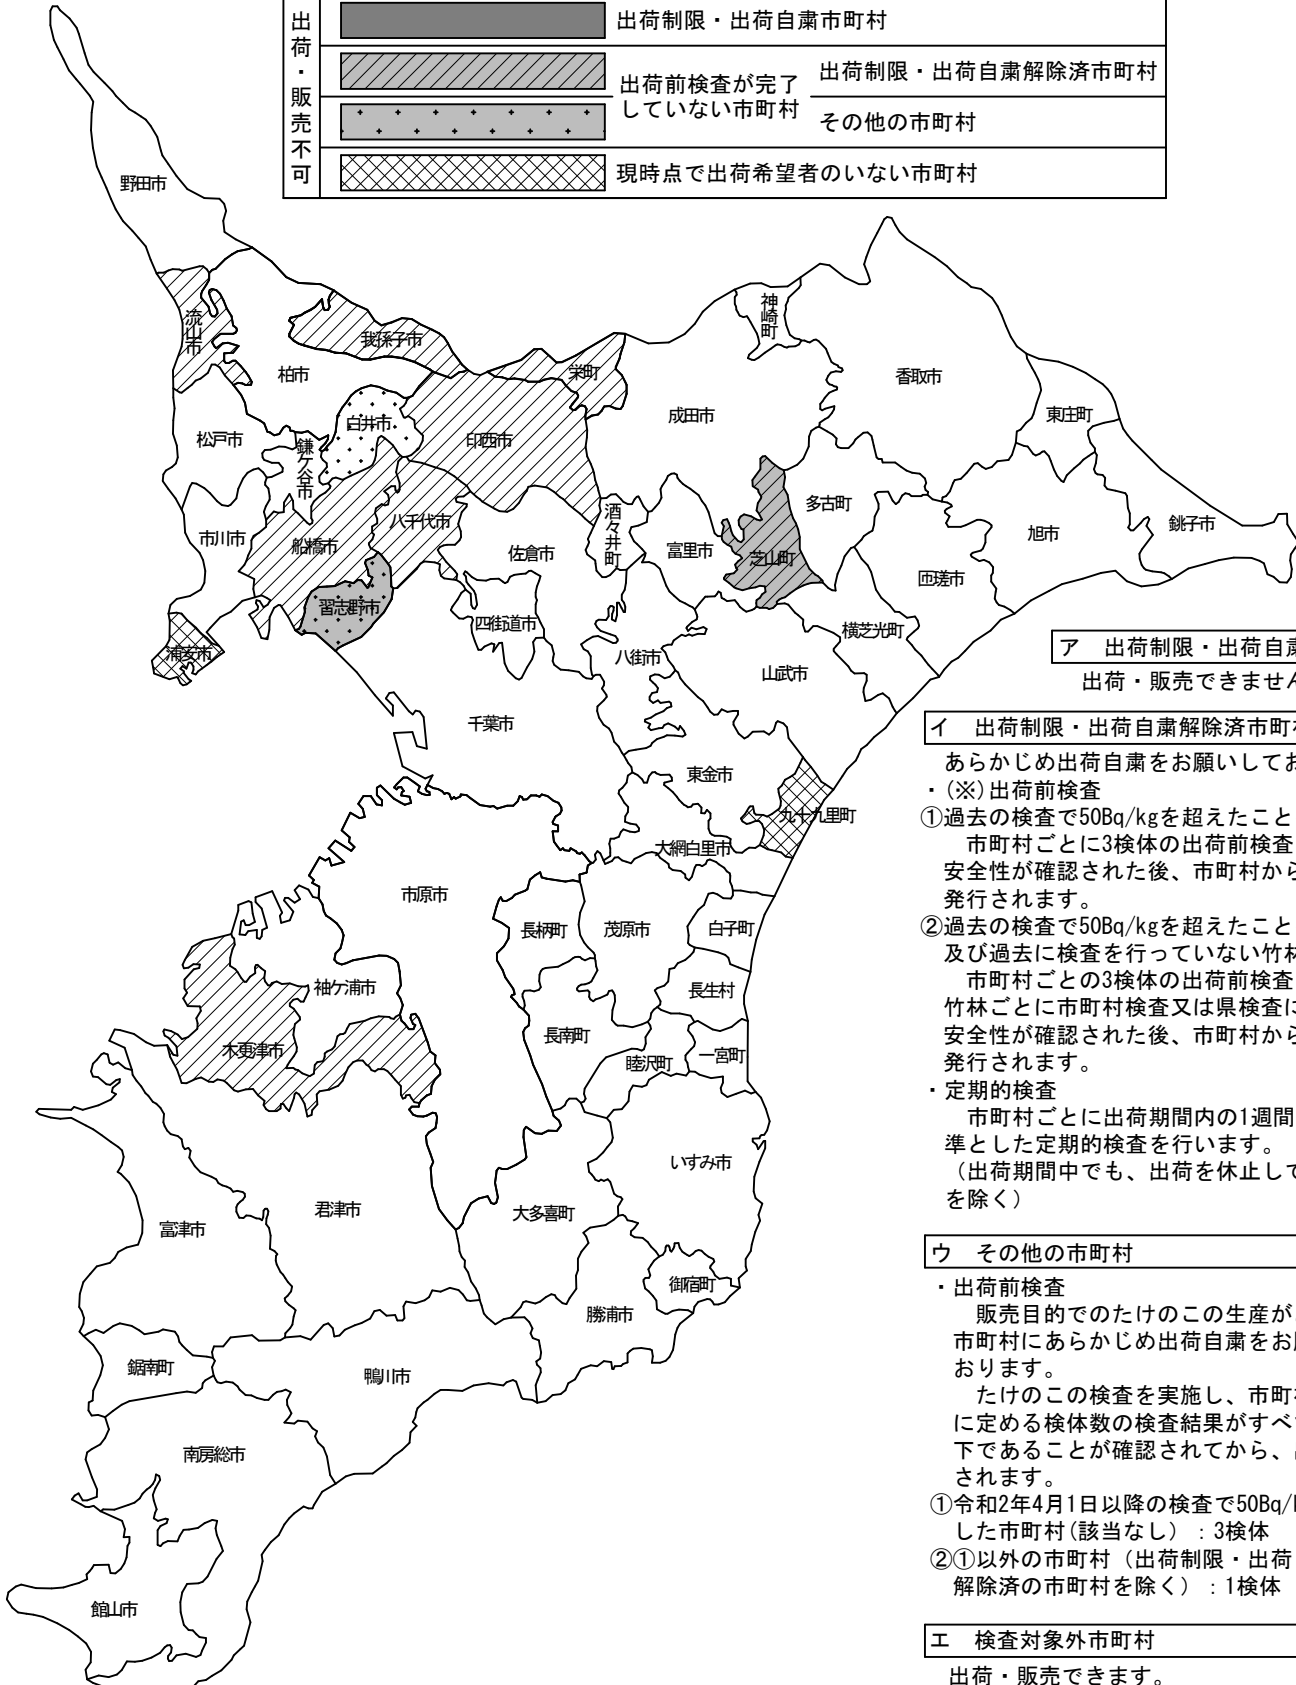 出荷・販売不可
出荷制限・出荷自粛市町村
出荷前検査が完了
していない市町村
出荷制限・出荷自粛解除済市町村
その他の市町村
現時点で出荷希望者のいない市町村
野田市
流山市
我孫子市
柏市
松戸市
鎌ケ谷市
白井市
印西市
栄町
成田市
神崎町
香取市
東庄町
銚子市
旭市
匝瑳市
多古町
芝山町
横芝光町
富里市
酒々井町
佐倉市
八千代市
船橋市
市川市
習志野市
浦安市
四街道市
八街市
山武市
千葉市
東金市
九十九里町
大網白里市
市原市
長柄町
茂原市
白子町
長生村
長南町
睦沢町
一宮町
袖ケ浦市
木更津市
いすみ市
大多喜町
君津市
富津市
御宿町
勝浦市
鋸南町
鴨川市
南房総市
館山市
ア　出荷制限・出荷自粛
出荷・販売できません
イ　出荷制限・出荷自粛解除済市町村
あらかじめ出荷自粛をお願いしてお
・(※)出荷前検査
①過去の検査で50Bq/kgを超えたこと
市町村ごとに3検体の出荷前検査
安全性が確認された後、市町村から
発行されます。
②過去の検査で50Bq/kgを超えたこと
及び過去に検査を行っていない竹林
市町村ごとの3検体の出荷前検査
竹林ごとに市町村検査又は県検査に
安全性が確認された後、市町村から
発行されます。
・定期的検査
市町村ごとに出荷期間内の1週間
準とした定期的検査を行います。
（出荷期間中でも、出荷を休止して
を除く）
ウ　その他の市町村
・出荷前検査
販売目的でのたけのこの生産が
市町村にあらかじめ出荷自粛をお願
おります。
たけのこの検査を実施し、市町村
に定める検体数の検査結果がすべて
下であることが確認されてから、
されます。
①令和2年4月1日以降の検査で50Bq/k
した市町村(該当なし）：3検体
②①以外の市町村（出荷制限・出荷
解除済の市町村を除く）：1検体
エ　検査対象外市町村
出荷・販売できます。